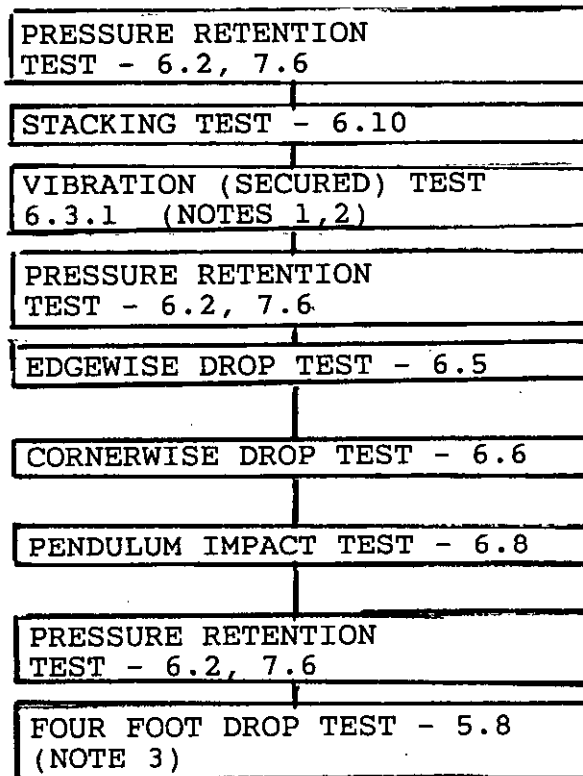 PRESSURE RETENTION
TEST - 6.2, 7.6
STACKING TEST - 6.10
VIBRATION (SECURED) TEST
6.3.1 (NOTES 1,2)
PRESSURE RETENTION
TEST - 6.2, 7.6
EDGEWISE DROP TEST - 6.5
CORNERWISE DROP TEST - 6.6
PENDULUM IMPACT TEST - 6.8
PRESSURE RETENTION
TEST - 6.2, 7.6
FOUR FOOT DROP TEST - 5.8
(NOTE 3)